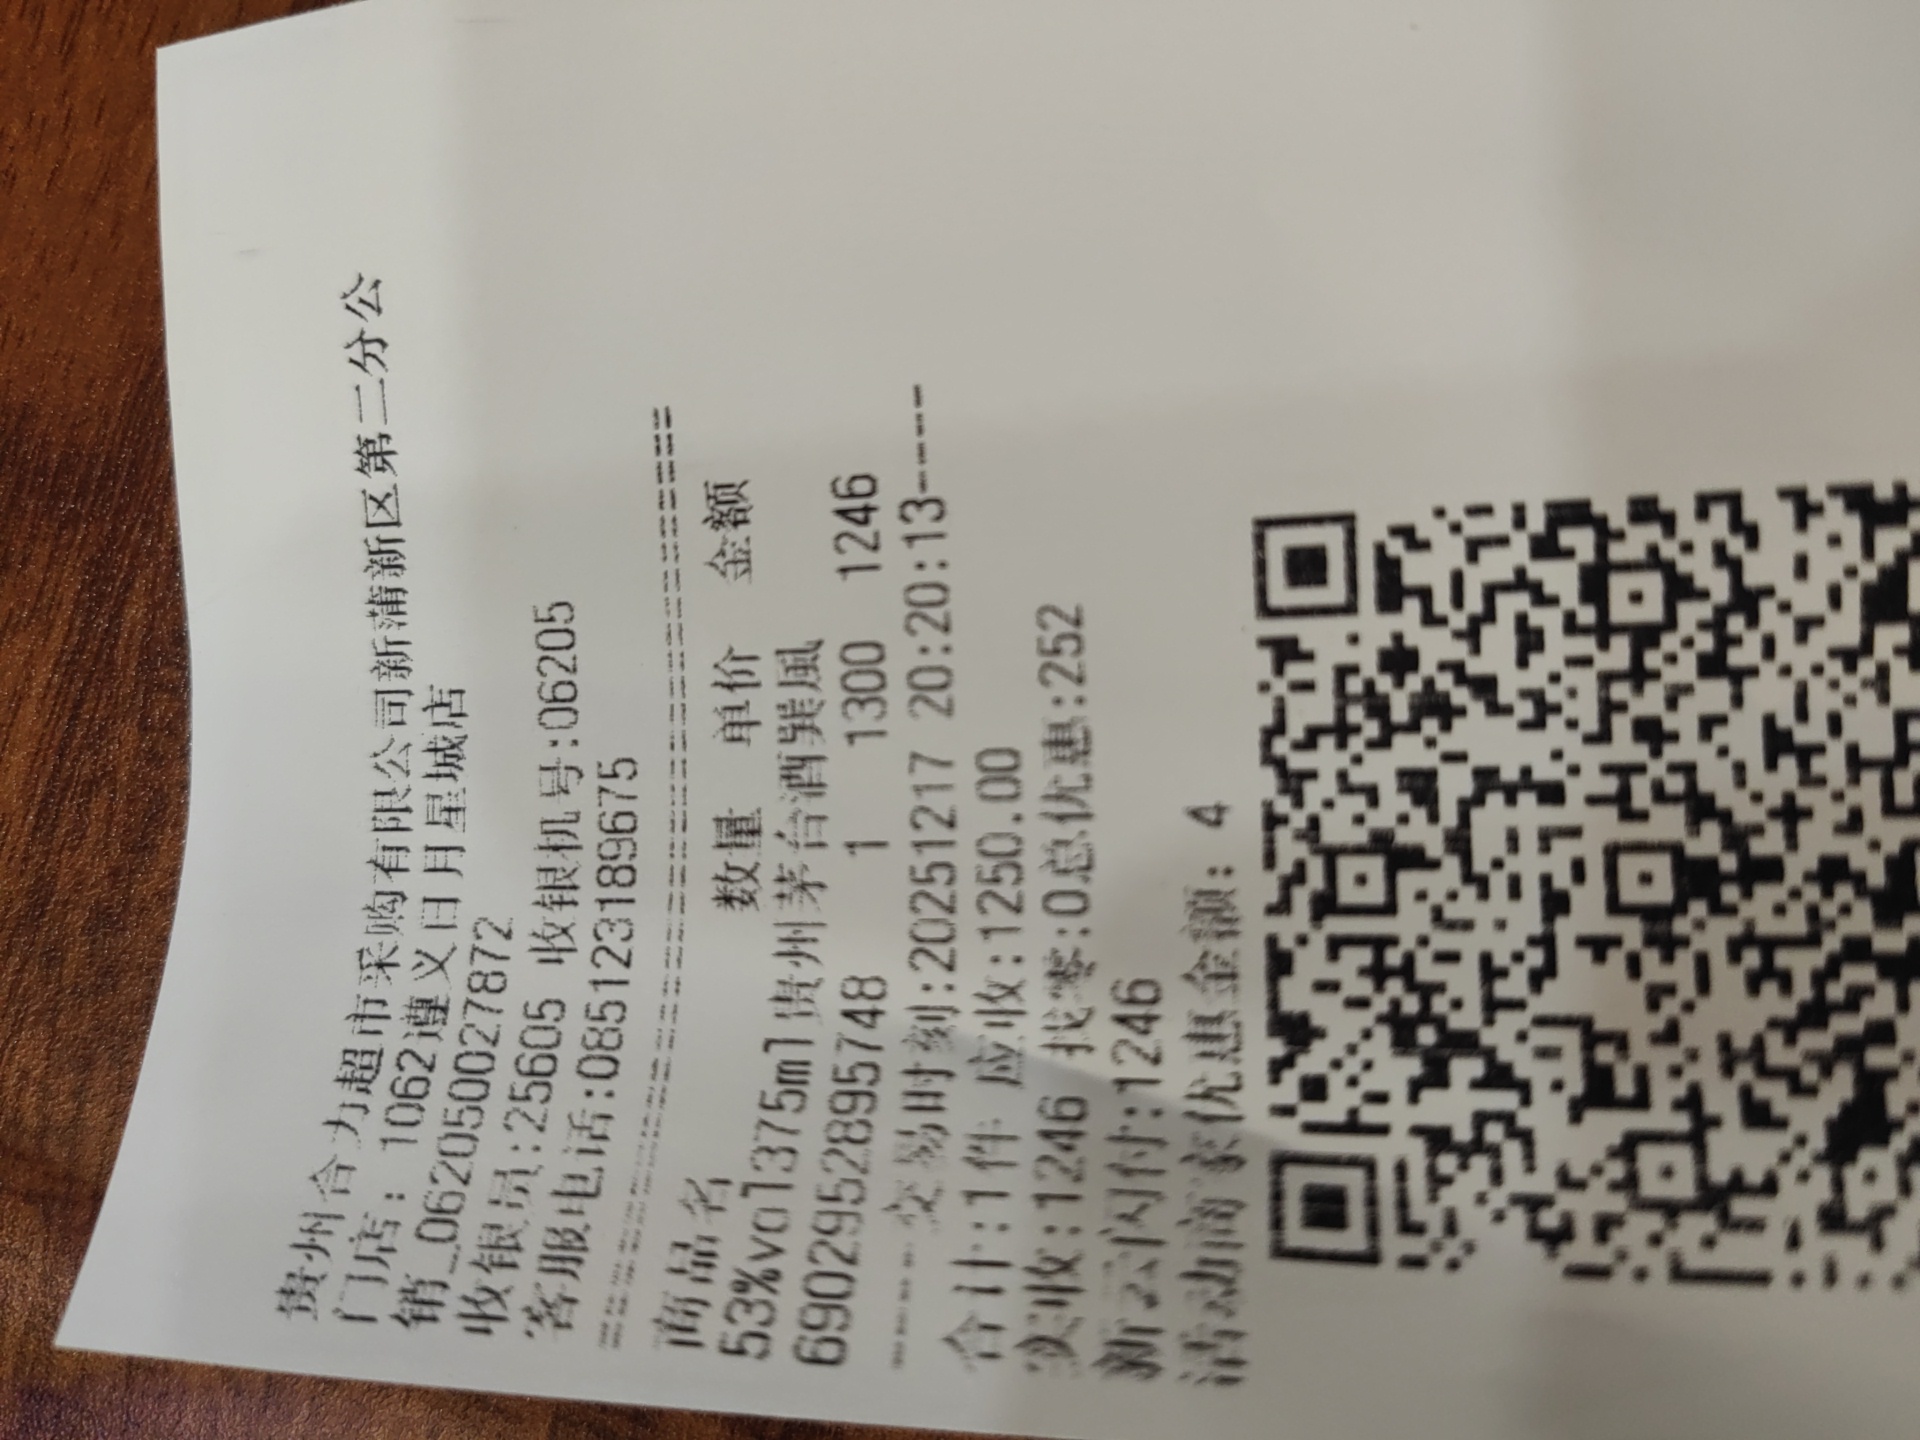 贵州合力超市采购有限公司新蒲新区第二分公
门店: 1062遵义日月星城店
销_062050027872
收银员:25605 收银机号:06205
客服电话:085123189675
========================================
商品名 数量 单价 金额
53%vol375ml贵州茅台酒巽風
6902952895748 1 1300 1246
---- 交易时刻:20251217 20:20:13-----
合计:1件 应收:1250.00
实收:1246 找零:0总优惠:252
新云闪付:1246
活动商家优惠金额: 4